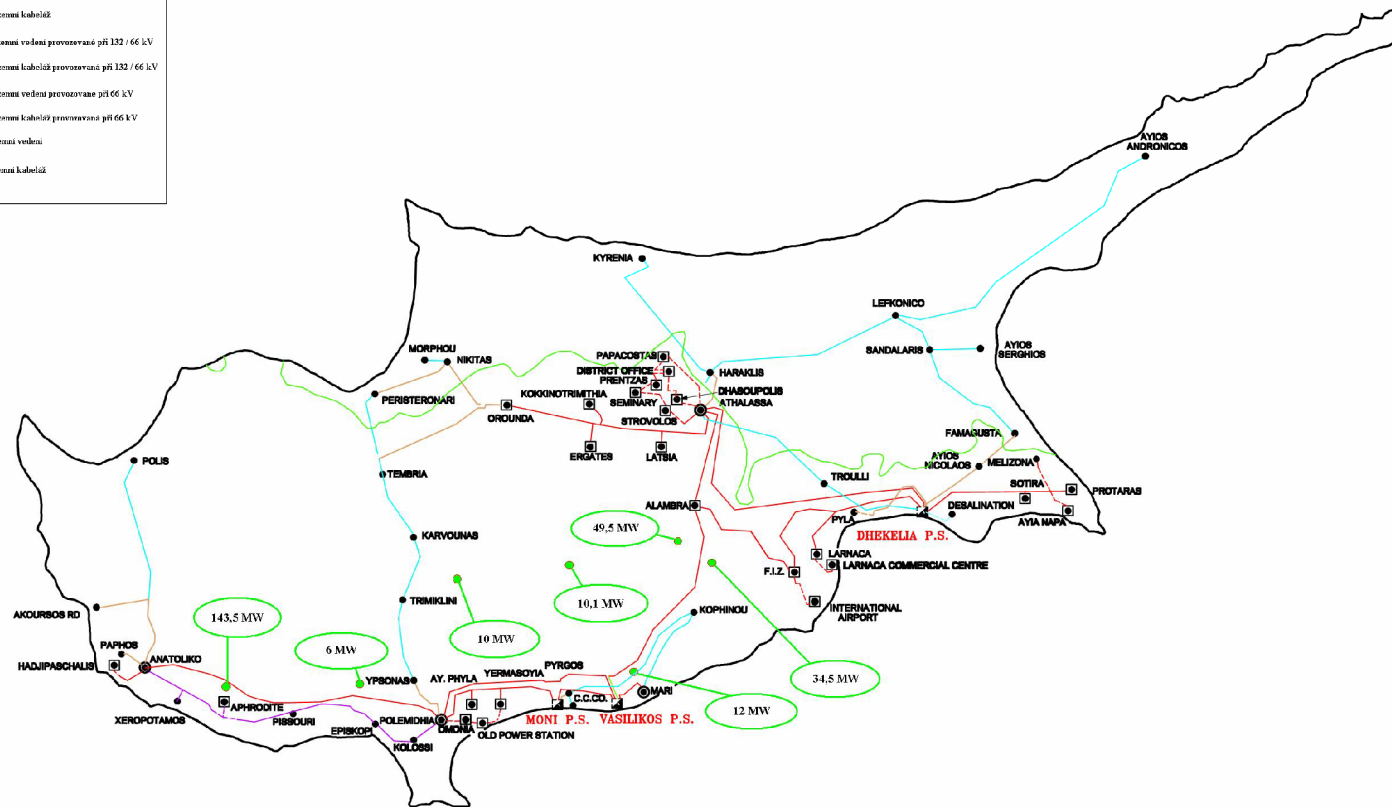 zemní kabeláž
zemní vedení provozované při 132 / 66 kV
zemní kabeláž provozovaná při 132 / 66 kV
zemní vedení provozované při 66 kV
zemní kabeláž provozovaná při 66 kV
zemní vedení
zemní kabeláž
AYIOS
ANDRONICOS
KYRENIA
LEFKONICO
MORPHOU
NIKITAS
PAPACOSTAS
DISTRICT OFFICE
PRENTZAS
HARAKLIS
SANDALARIS
AYIOS
SERGHIOS
PERISTERONARI
KOKKINOTRIMITHIA
SEMINARY
DHASOUPOLIS
ATHALASSA
OROUNDA
STROVOLOS
FAMAGUSTA
ERGATES
LATSIA
AYIOS
NICOLAOS
MELIZONA
POLIS
TEMBRIA
TROULLI
SOTIRA
PROTARAS
ALAMBRA
PYLA
DESALINATION
AYIA NAPA
49,5 MW
DHEKELIA P.S.
KARVOUNAS
LARNACA
LARNACA COMMERCIAL CENTRE
F.I.Z.
10,1 MW
TRIMIKLINI
KOPHINOU
INTERNATIONAL
AIRPORT
AKOURSOS RD
143,5 MW
10 MW
PAPHOS
6 MW
HADJIPASCHALIS
ANATOLIKO
YPSONAS
AY. PHYLA
YERMASOYIA
PYRGOS
34,5 MW
MARI
C.C.CO.
APHRODITE
12 MW
XEROPOTAMOS
PISSOURI
EPISKOPI
POLEMIDHIA
OMONIA
MONI P.S.
VASILIKOS P.S.
OLD POWER STATION
KOLOSSI